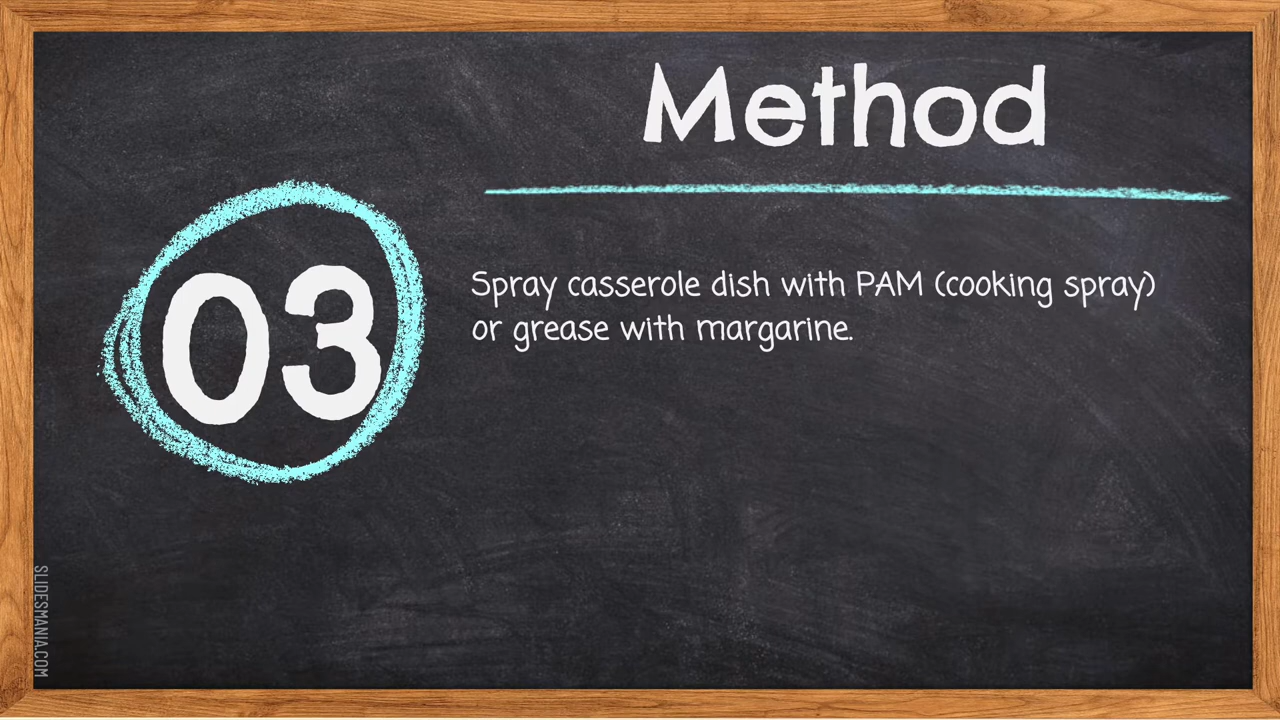 Method
03
Spray casserole dish with PAM (cooking spray)
or grease with margarine.
SLIDESMANIA.COM